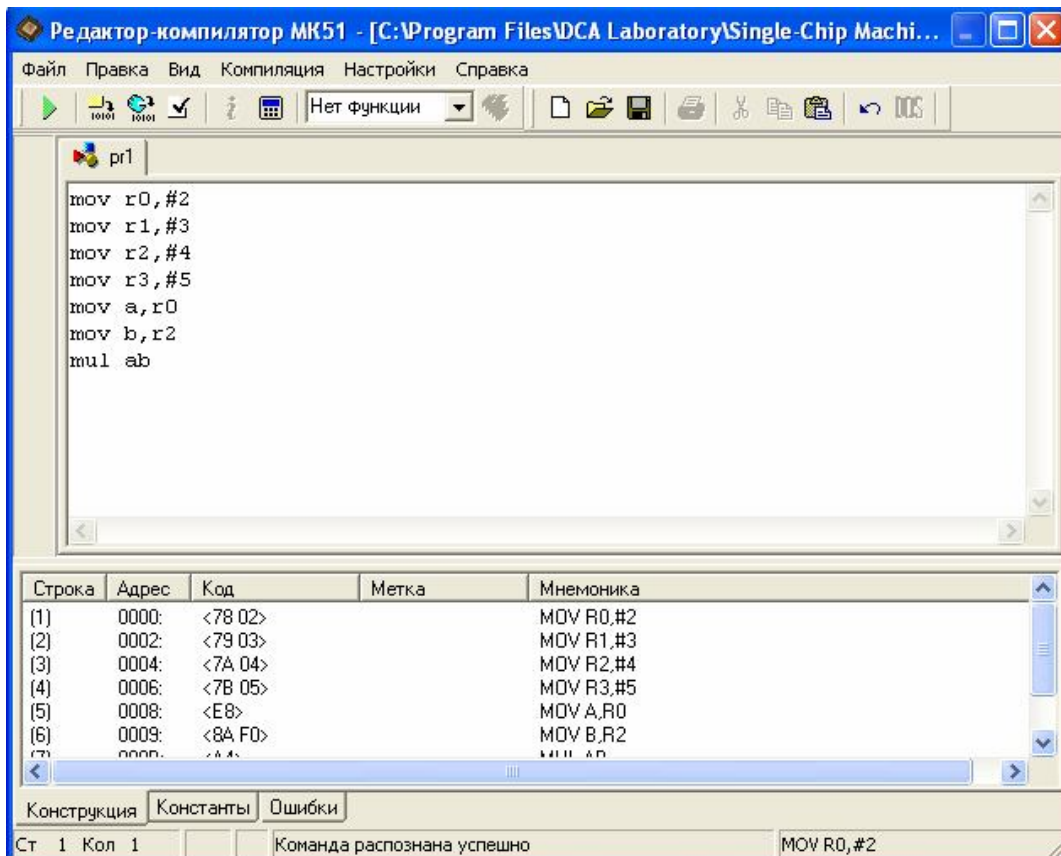 Редактор-компилятор МК51 - [C:\Program Files\DCA Laboratory\Single-Chip Machi...
Файл Правка Вид Компиляция Настройки Справка
Нет функции
pr1
mov r0,#2
mov r1,#3
mov r2,#4
mov r3,#5
mov a,r0
mov b,r2
mul ab
Строка Адрес Код Метка Мнемоника
(1) 0000: <78 02> MOV R0,#2
(2) 0002: <79 03> MOV R1,#3
(3) 0004: <7A 04> MOV R2,#4
(4) 0006: <7B 05> MOV R3,#5
(5) 0008: <E8> MOV A,R0
(6) 0009: <8A F0> MOV B,R2
Конструкция Константы Ошибки
Ст 1 Кол 1 Команда распознана успешно MOV R0,#2